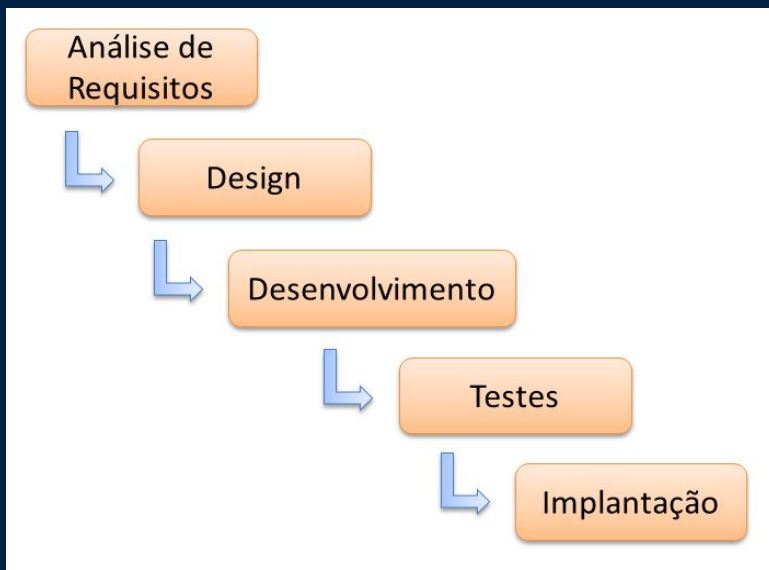 Análise de
Requisitos
Design
Desenvolvimento
Testes
Implantação